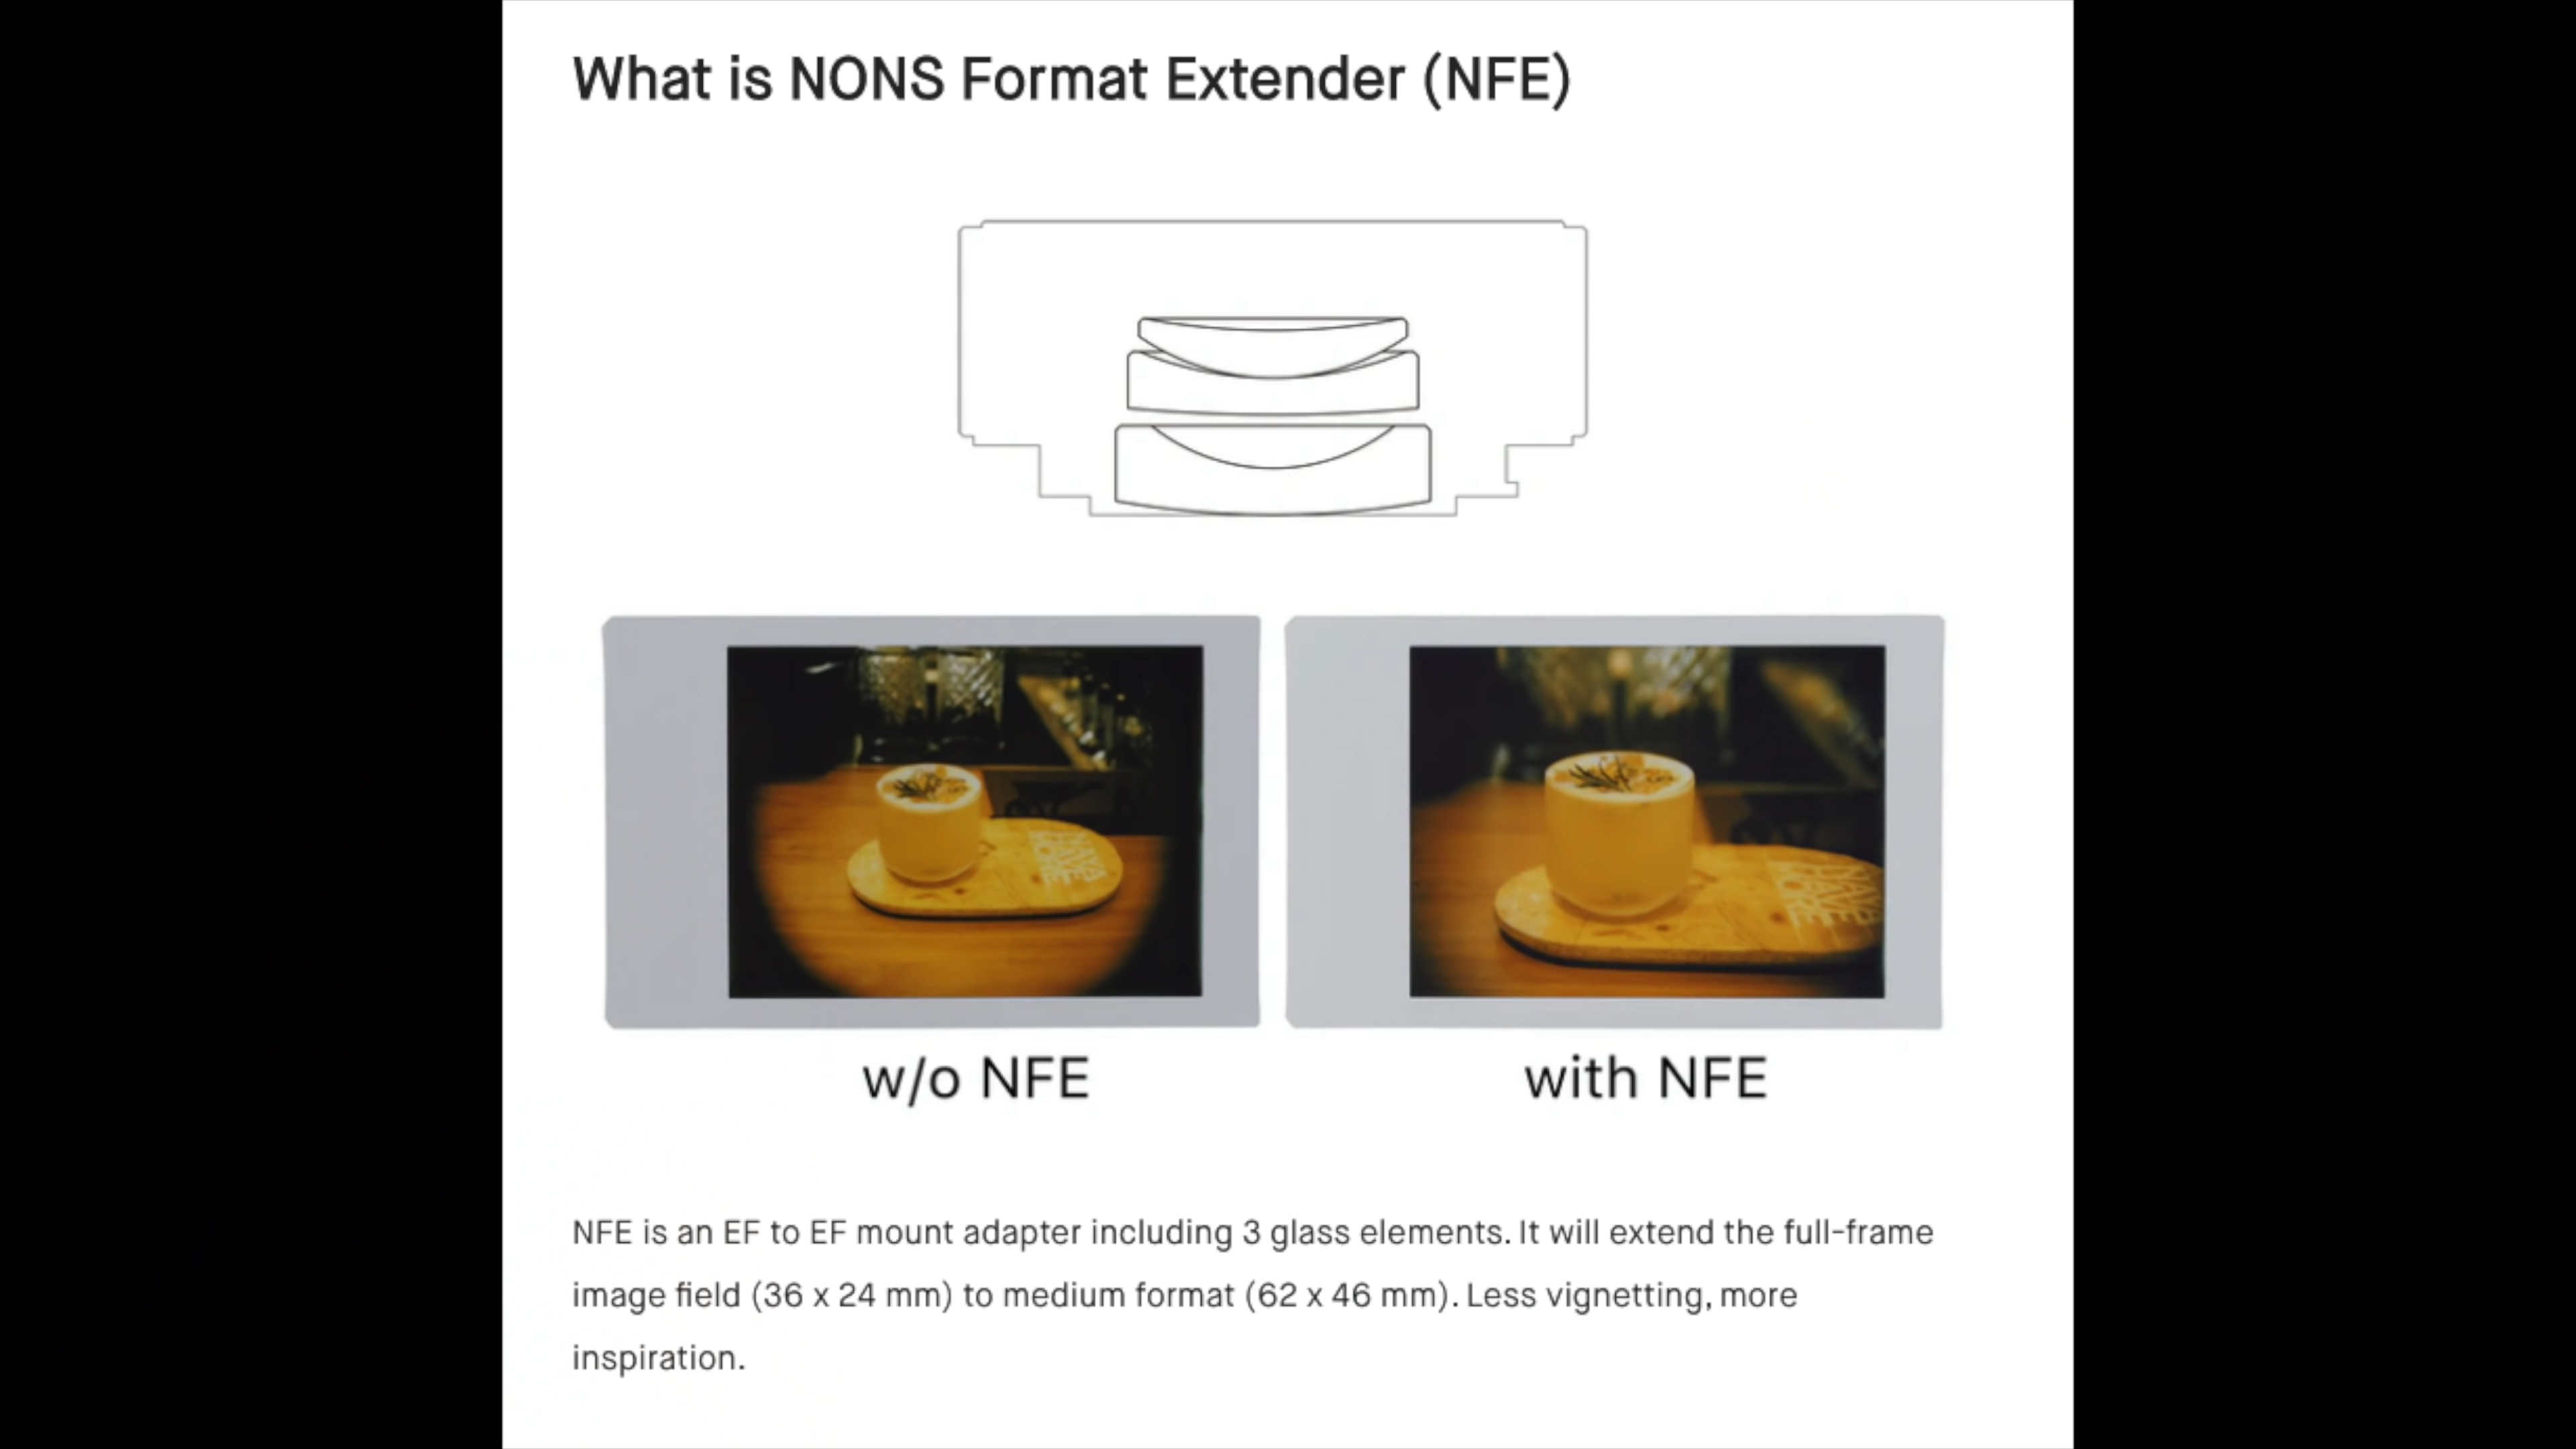 What is NONS Format Extender (NFE)
w/o NFE
with NFE
NFE is an EF to EF mount adapter including 3 glass elements. It will extend the full-frame
image field (36 x 24 mm) to medium format (62 x 46 mm). Less vignetting, more
inspiration.